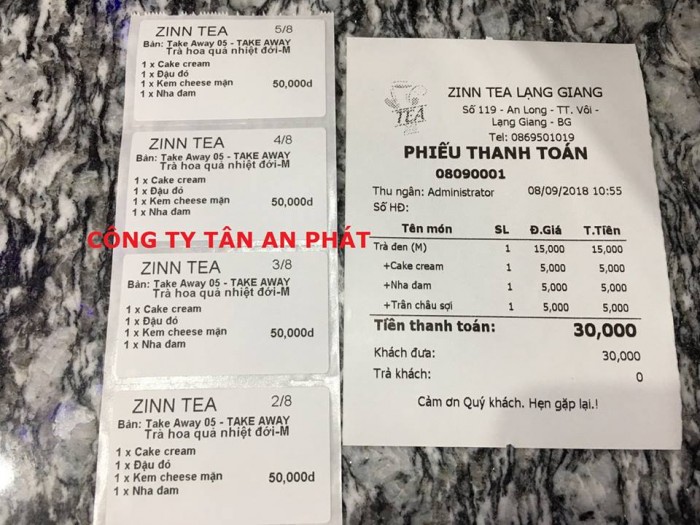 ZINN TEA 5/8
Bàn: Take Away 05 - TAKE AWAY
Trà hoa quả nhiệt đới-M
1 x Cake cream
1 x Đậu đỏ
1 x Kem cheese mặn 50,000d
1 x Nha đam
ZINN TEA 4/8
Bàn: Take Away 05 - TAKE AWAY
Trà hoa quả nhiệt đới-M
1 x Cake cream
1 x Đậu đỏ
1 x Kem cheese mặn 50,000d
1 x Nha đam
CÔNG TY TÂN AN PHÁT
ZINN TEA 3/8
Bàn: Take Away 05 - TAKE AWAY
Trà hoa quả nhiệt đới-M
1 x Cake cream
1 x Đậu đỏ
1 x Kem cheese mặn 50,000d
1 x Nha đam
ZINN TEA 2/8
Bàn: Take Away 05 - TAKE AWAY
Trà hoa quả nhiệt đới-M
1 x Cake cream
1 x Đậu đỏ
1 x Kem cheese mặn 50,000d
1 x Nha đam
TEA
ZINN TEA LẠNG GIANG
Số 119 - An Long - TT. Vôi -
Lạng Giang - BG
Tel: 0869501019
PHIẾU THANH TOÁN
08090001
Thu ngân: Administrator 08/09/2018 10:55
Số HĐ:
Tên món SL Đ.Giá T.Tiền
Trà đen (M) 1 15,000 15,000
+Cake cream 1 5,000 5,000
+Nha đam 1 5,000 5,000
+Trân châu sợi 1 5,000 5,000
Tiền thanh toán: 30,000
Khách đưa: 30,000
Trả khách: 0
Cảm ơn Quý khách. Hẹn gặp lại.!